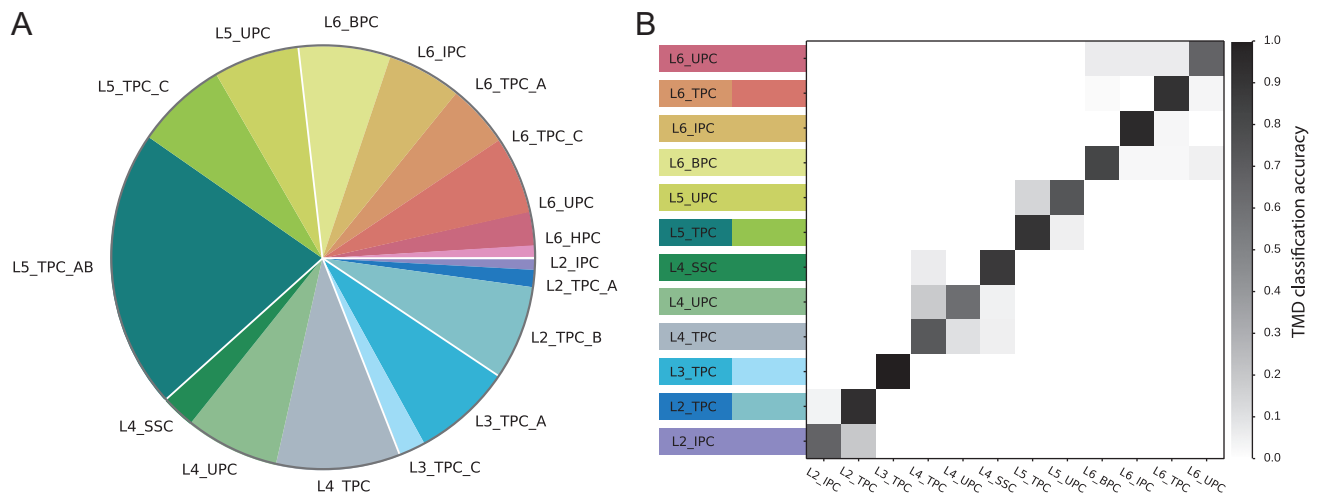 A
L6_BPC
L5_UPC
L6_IPC
L5_TPC_C
L6_TPC_A
L6_TPC_C
L6_UPC
L6_HPC
L5_TPC_AB
L2_IPC
L2_TPC_A
L2_TPC_B
L4_SSC
L3_TPC_A
L4_UPC
L3_TPC_C
L4_TPC
B
L6_UPC
L6_TPC
L6_IPC
L6_BPC
L5_UPC
L5_TPC
L4_SSC
L4_UPC
L4_TPC
L3_TPC
L2_TPC
L2_IPC
L2_IPC
L2_TPC
L3_TPC
L4_TPC
L4_UPC
L4_SSC
L5_TPC
L5_UPC
L6_BPC
L6_IPC
L6_TPC
L6_UPC
1.0
0.9
0.8
0.7
0.6
0.5
0.4
0.3
0.2
0.1
0.0
TMD classification accuracy